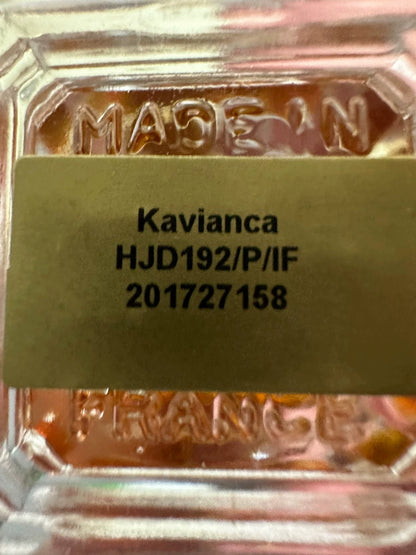 MADE IN
Kavianca
HJD192/P/IF
201727158
FRANCE